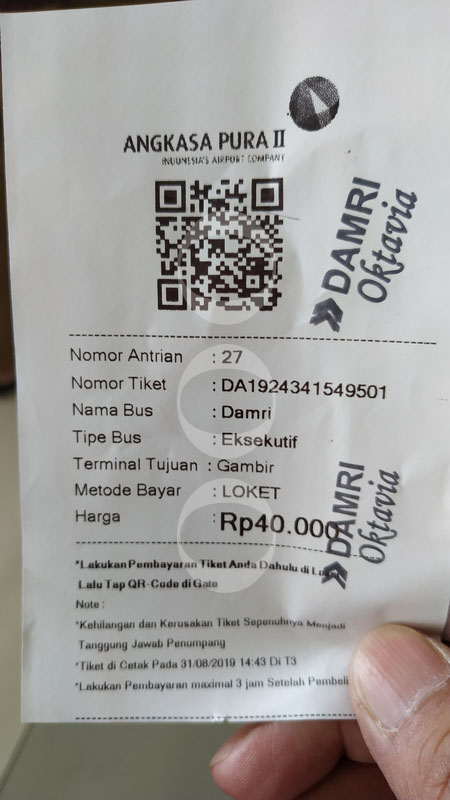 ANGKASA PURA II
INDONESIA'S AIRPORT COMPANY
DAMRI
Oktavia
Nomor Antrian : 27
Nomor Tiket : DA1924341549501
Nama Bus : Damri
Tipe Bus : Eksekutif
Terminal Tujuan : Gambir
Metode Bayar : LOKET
Harga : Rp40.000
DAMRI
Oktavia
*Lakukan Pembayaran Tiket Anda Dahulu di
Lalu Tap QR-Code di Gate
Note :
*Kehilangan dan Kerusakan Tiket Sepenuhnya Menjadi
Tanggung Jawab Penumpang
*Tiket di Cetak Pada 31/08/2019 14:43 Di T3
*Lakukan Pembayaran maximal 3 jam Setelah Pembeli